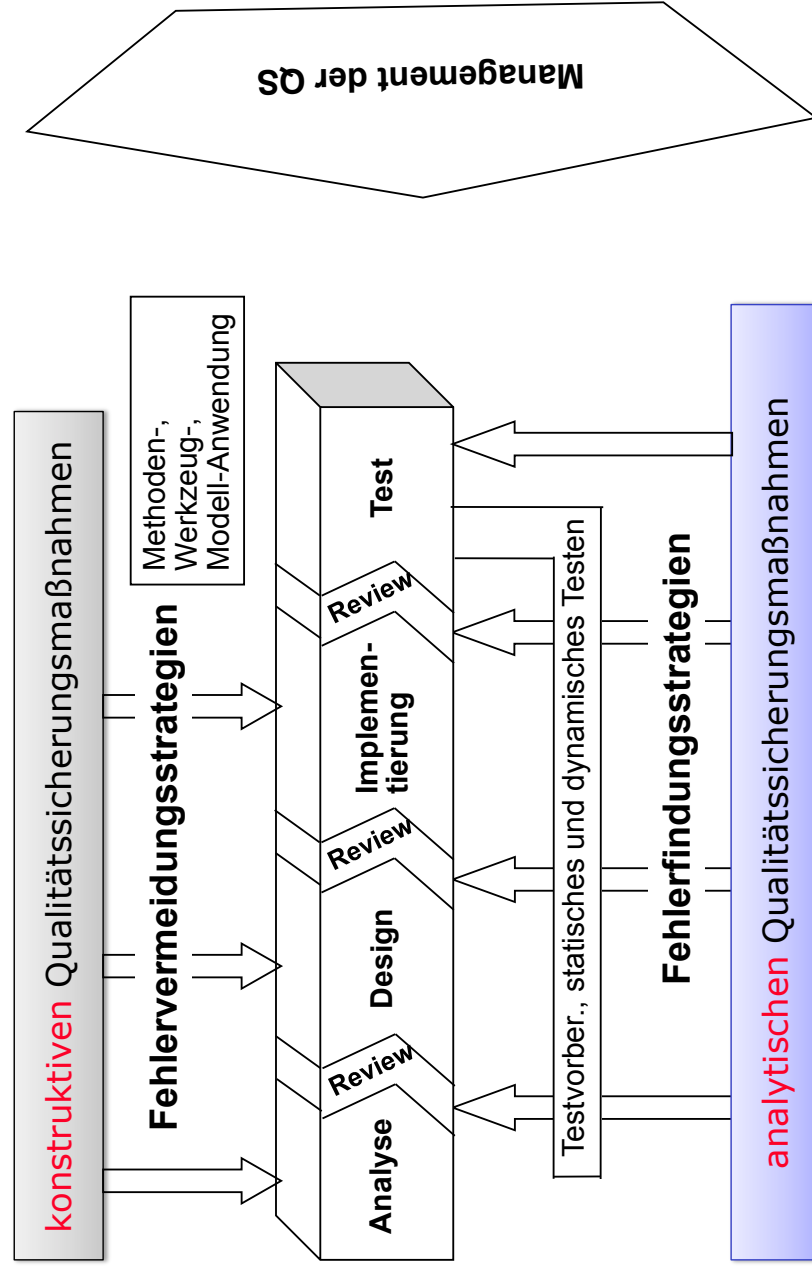 konstruktiven Qualitätssicherungsmaßnahmen
Fehlervermeidungsstrategien
Methoden-,
Werkzeug-,
Modell-Anwendung
Analyse
Review
Design
Review
Implemen-
tierung
Review
Test
Testvorber., statisches und dynamisches Testen
Fehlerfindungsstrategien
analytischen Qualitätssicherungsmaßnahmen
Management der QS